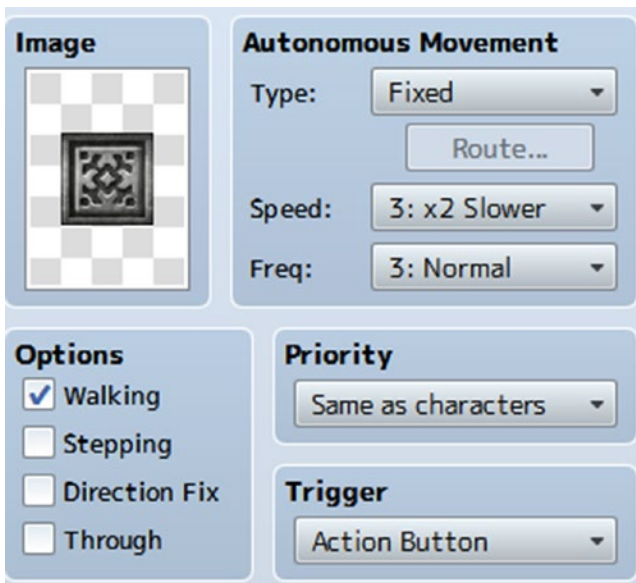 Image
Autonomous Movement
Type: Fixed
Route...
Speed: 3: x2 Slower
Freq: 3: Normal
Options
Walking
Stepping
Direction Fix
Through
Priority
Same as characters
Trigger
Action Button